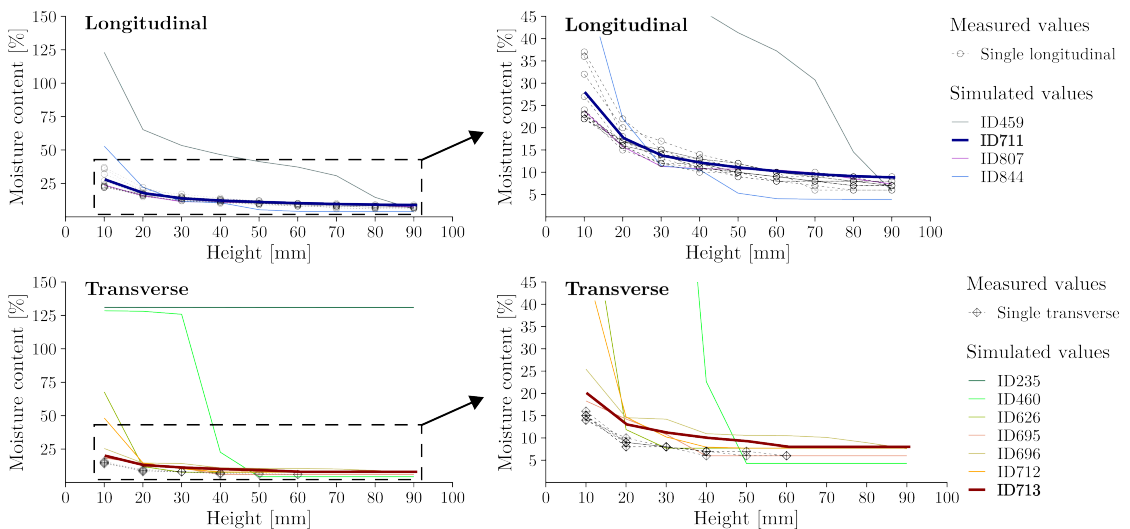 Longitudinal
Moisture content [%]
150
125
100
75
50
25
0
10
20
30
40
50
60
70
80
90
100
Height [mm]
Longitudinal
Moisture content [%]
45
40
35
30
25
20
15
10
5
0
10
20
30
40
50
60
70
80
90
100
Height [mm]
Measured values
Single longitudinal
Simulated values
ID459
ID711
ID807
ID844
Transverse
Moisture content [%]
150
125
100
75
50
25
0
10
20
30
40
50
60
70
80
90
100
Height [mm]
Transverse
Moisture content [%]
45
40
35
30
25
20
15
10
5
0
10
20
30
40
50
60
70
80
90
100
Height [mm]
Measured values
Single transverse
Simulated values
ID235
ID460
ID626
ID695
ID696
ID712
ID713